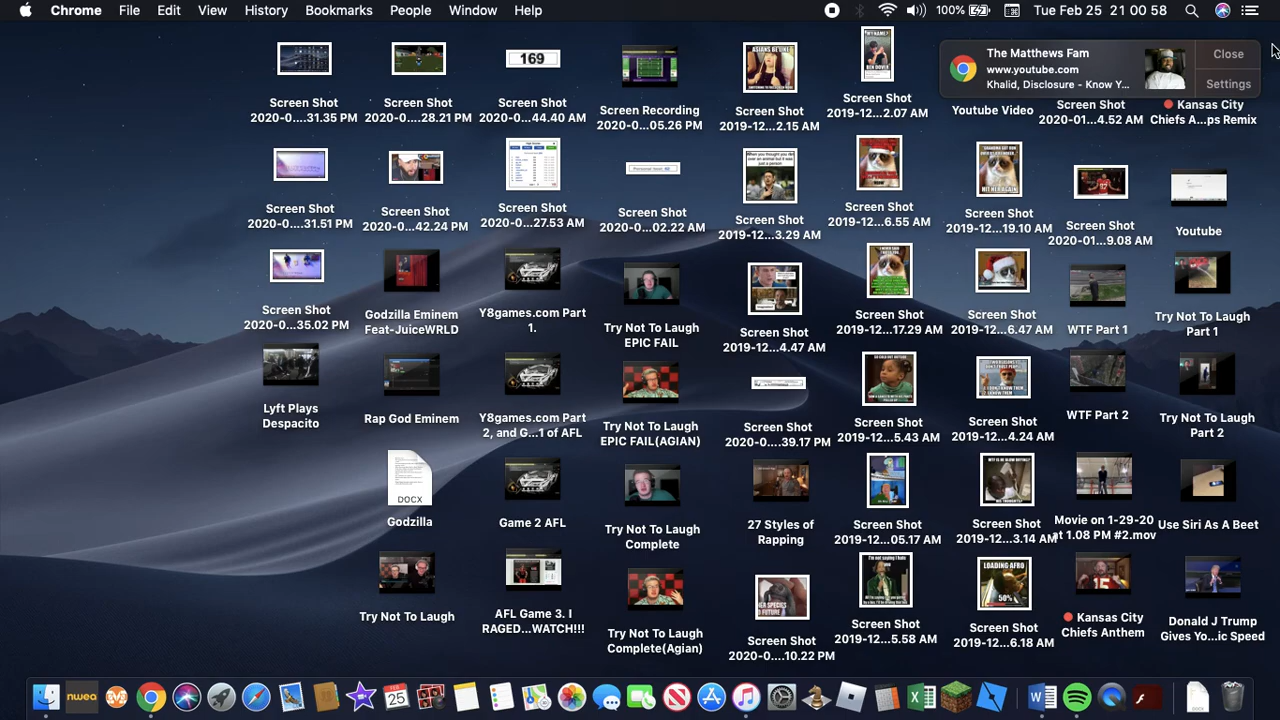 Chrome File Edit View History Bookmarks People Window Help 100% Tue Feb 25 21 00 58
The Matthews Fam
www.youtube.com
Khalid, Disclosure - Know Y...
Close
Screen Shot
2020-0....31.35 PM
Screen Shot
2020-0....28.21 PM
169
Screen Shot
2020-0....44.40 AM
Screen Recording
2020-0...05.26 PM
ASIANS BE LIKE
Screen Shot
2019-12...2.15 AM
MY NAME?
BEN DOVER
Screen Shot
2019-12...2.07 AM
Youtube Video
Screen Shot
2020-01...4.52 AM
Kansas City
Chiefs A...ps Remix
Screen Shot
2020-0...31.51 PM
Screen Shot
2020-0...42.24 PM
Screen Shot
2020-0...27.53 AM
Screen Shot
2020-0...02.22 AM
Screen Shot
2019-12...3.29 AM
Screen Shot
2019-12...6.55 AM
Screen Shot
2019-12...19.10 AM
Screen Shot
2020-01...9.08 AM
Youtube
Screen Shot
2020-0...35.02 PM
Godzilla Eminem
Feat-JuiceWRLD
Y8games.com Part
1.
Try Not To Laugh
EPIC FAIL
Screen Shot
2019-12...4.47 AM
Screen Shot
2019-12...17.29 AM
Screen Shot
2019-12...6.47 AM
WTF Part 1
Try Not To Laugh
Part 1
Lyft Plays
Despacito
Rap God Eminem
Y8games.com Part
2, and G...1 of AFL
Try Not To Laugh
EPIC FAIL(AGIAN)
Screen Shot
2020-0....39.17 PM
Screen Shot
2019-12...5.43 AM
Screen Shot
2019-12...4.24 AM
WTF Part 2
Try Not To Laugh
Part 2
DOCX
Godzilla
Game 2 AFL
Try Not To Laugh
Complete
27 Styles of
Rapping
Screen Shot
2019-12...05.17 AM
Screen Shot
2019-12...3.14 AM
Movie on 1-29-20
at 1.08 PM #2.mov
Use Siri As A Beet
Try Not To Laugh
AFL Game 3. I
RAGED...WATCH!!!
Try Not To Laugh
Complete(Agian)
Screen Shot
2020-0....10.22 PM
Screen Shot
2019-12...5.58 AM
LOADING AFRO
50%
Screen Shot
2019-12...6.18 AM
15
Kansas City
Chiefs Anthem
Donald J Trump
Gives Yo...ic Speed
nwea
25
DOCX